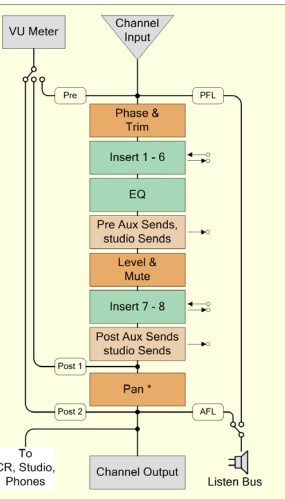 VU Meter
Channel
Input
Pre
PFL
Phase &
Trim
Insert 1 - 6
EQ
Pre Aux Sends,
studio Sends
Level &
Mute
Insert 7 - 8
Post Aux Sends
studio Sends
Post 1
Pan *
Post 2
AFL
To
CR, Studio,
Phones
Channel Output
Listen Bus